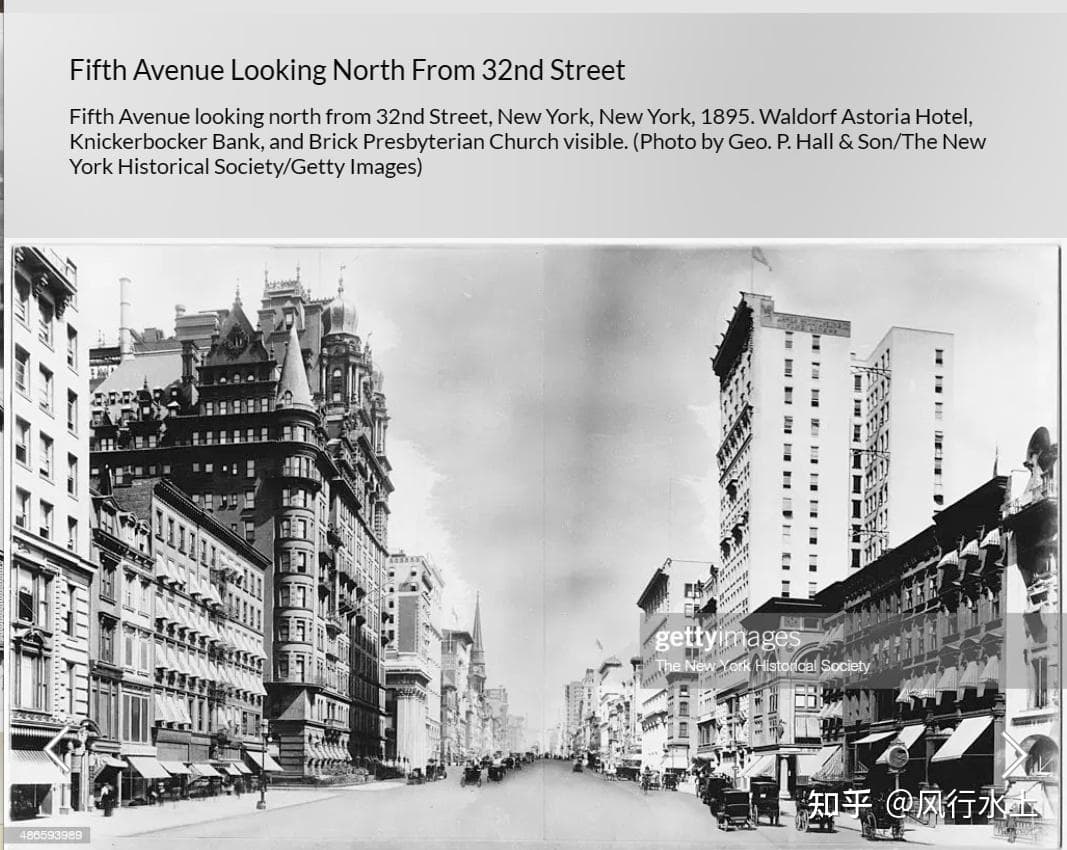 Fifth Avenue Looking North From 32nd Street
Fifth Avenue looking north from 32nd Street, New York, New York, 1895. Waldorf Astoria Hotel,
Knickerbocker Bank, and Brick Presbyterian Church visible. (Photo by Geo. P. Hall & Son/The New
York Historical Society/Getty Images)
gettyimages
The New York Historical Society
知乎 @风行水土
486593989